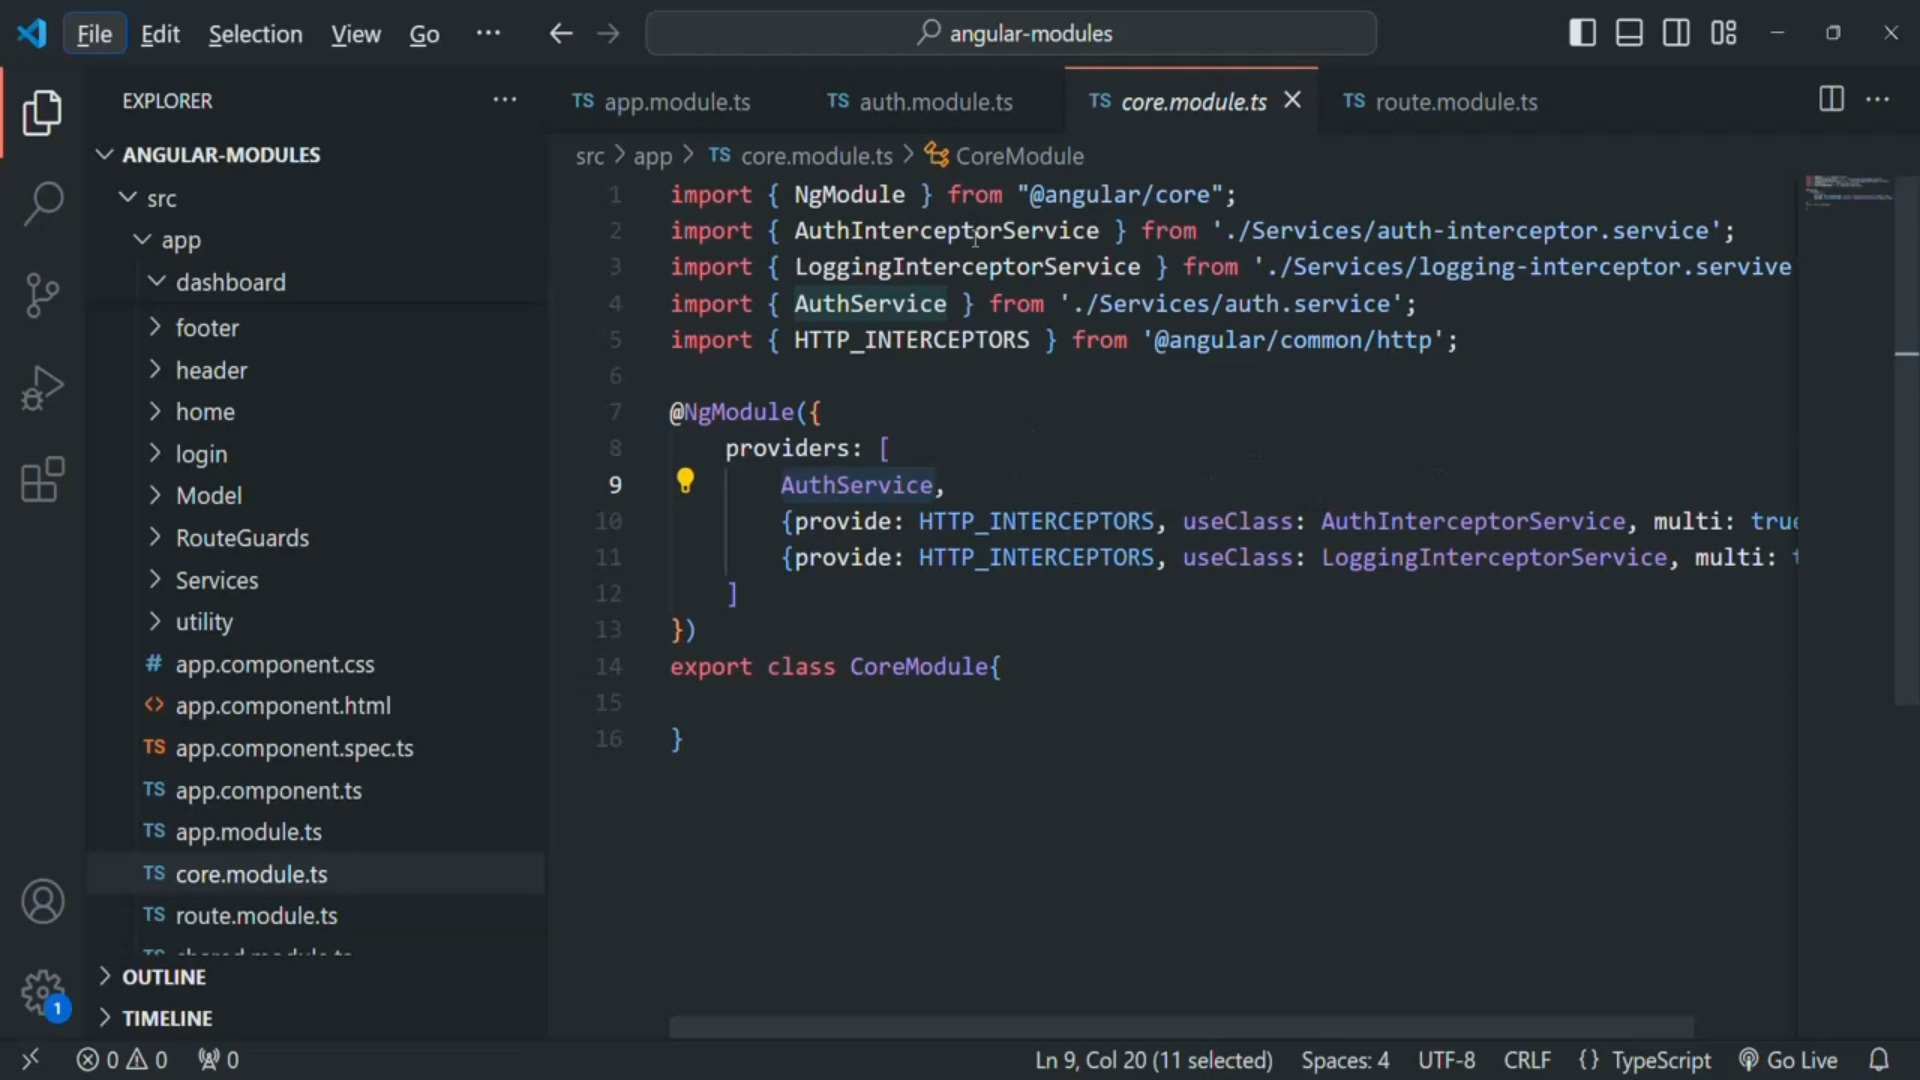 File Edit Selection View Go ··· angular-modules
EXPLORER ···
ANGULAR-MODULES
src
app
dashboard
footer
header
home
login
Model
RouteGuards
Services
utility
# app.component.css
<> app.component.html
TS app.component.spec.ts
TS app.component.ts
TS app.module.ts
TS core.module.ts
TS route.module.ts
OUTLINE
TIMELINE
1
TS app.module.ts TS auth.module.ts TS core.module.ts TS route.module.ts ···
src > app > TS core.module.ts > CoreModule
1 import { NgModule } from "@angular/core";
2 import { AuthInterceptorService } from './Services/auth-interceptor.service';
3 import { LoggingInterceptorService } from './Services/logging-interceptor.servive
4 import { AuthService } from './Services/auth.service';
5 import { HTTP_INTERCEPTORS } from '@angular/common/http';
6
7 @NgModule({
8 providers: [
9 AuthService,
10 {provide: HTTP_INTERCEPTORS, useClass: AuthInterceptorService, multi: true
11 {provide: HTTP_INTERCEPTORS, useClass: LoggingInterceptorService, multi:
12 ]
13 })
14 export class CoreModule{
15
16 }
0 0 0 Ln 9, Col 20 (11 selected) Spaces: 4 UTF-8 CRLF {} TypeScript Go Live